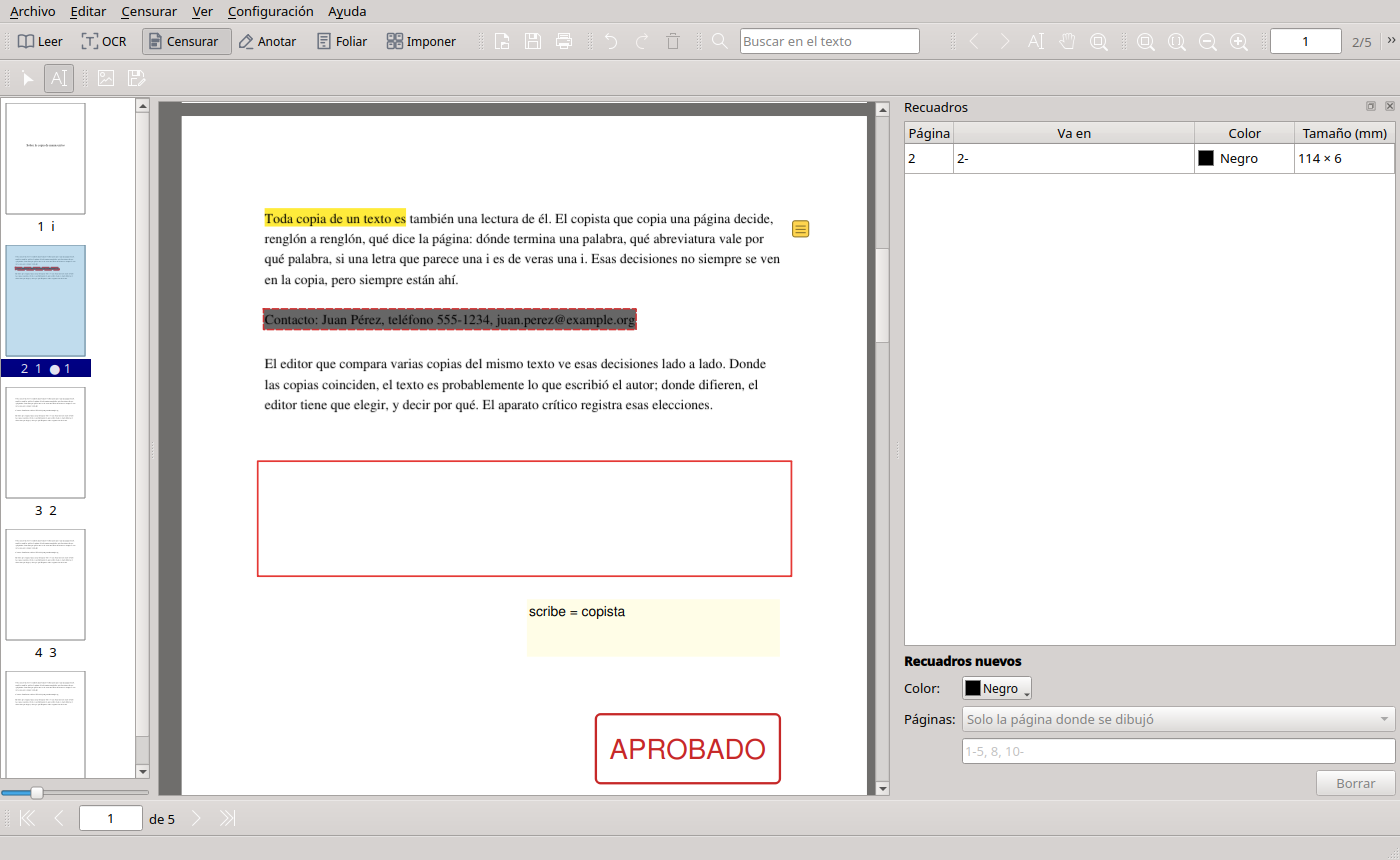 Archivo Editar Censurar Ver Configuración Ayuda
Leer OCR Censurar Anotar Foliar Imponer Buscar en el texto 1 2/5 »
1 i
2 1 1
3 2
4 3
Toda copia de un texto es también una lectura de él. El copista que copia una página decide,
renglón a renglón, qué dice la página: dónde termina una palabra, qué abreviatura vale por
qué palabra, si una letra que parece una i es de veras una i. Esas decisiones no siempre se ven
en la copia, pero siempre están ahí.
Contacto: Juan Pérez, teléfono 555-1234, juan.perez@example.org
El editor que compara varias copias del mismo texto ve esas decisiones lado a lado. Donde
las copias coinciden, el texto es probablemente lo que escribió el autor; donde difieren, el
editor tiene que elegir, y decir por qué. El aparato crítico registra esas elecciones.
scribe = copista
APROBADO
Recuadros
Página Va en Color Tamaño (mm)
2 2- Negro 114 × 6
Recuadros nuevos
Color: Negro
Páginas: Solo la página donde se dibujó
1-5, 8, 10-
Borrar
1 de 5